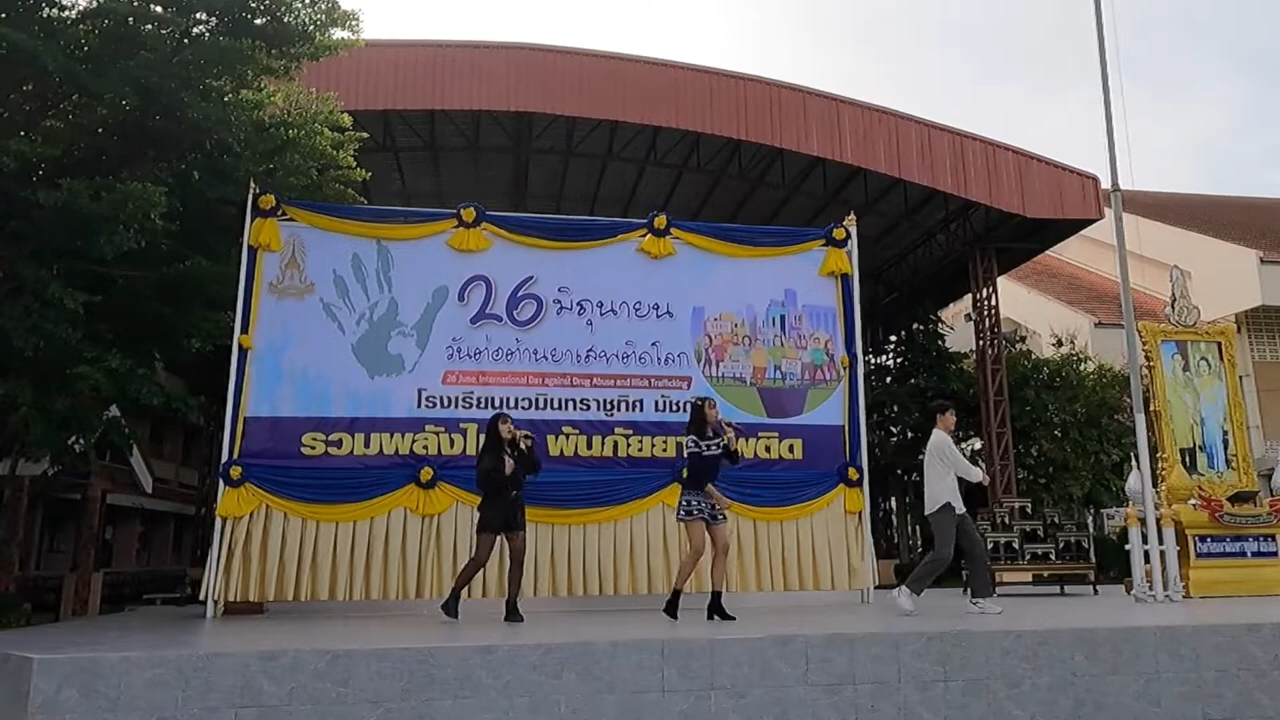 26 มิถุนายน
วันต่อต้านยาเสพติดโลก
26 June, International Day against Drug Abuse and Illicit Trafficking
โรงเรียนนวมินทราชูทิศ มัชฌ
รวมพลังไ พ้นภัยยา พติด